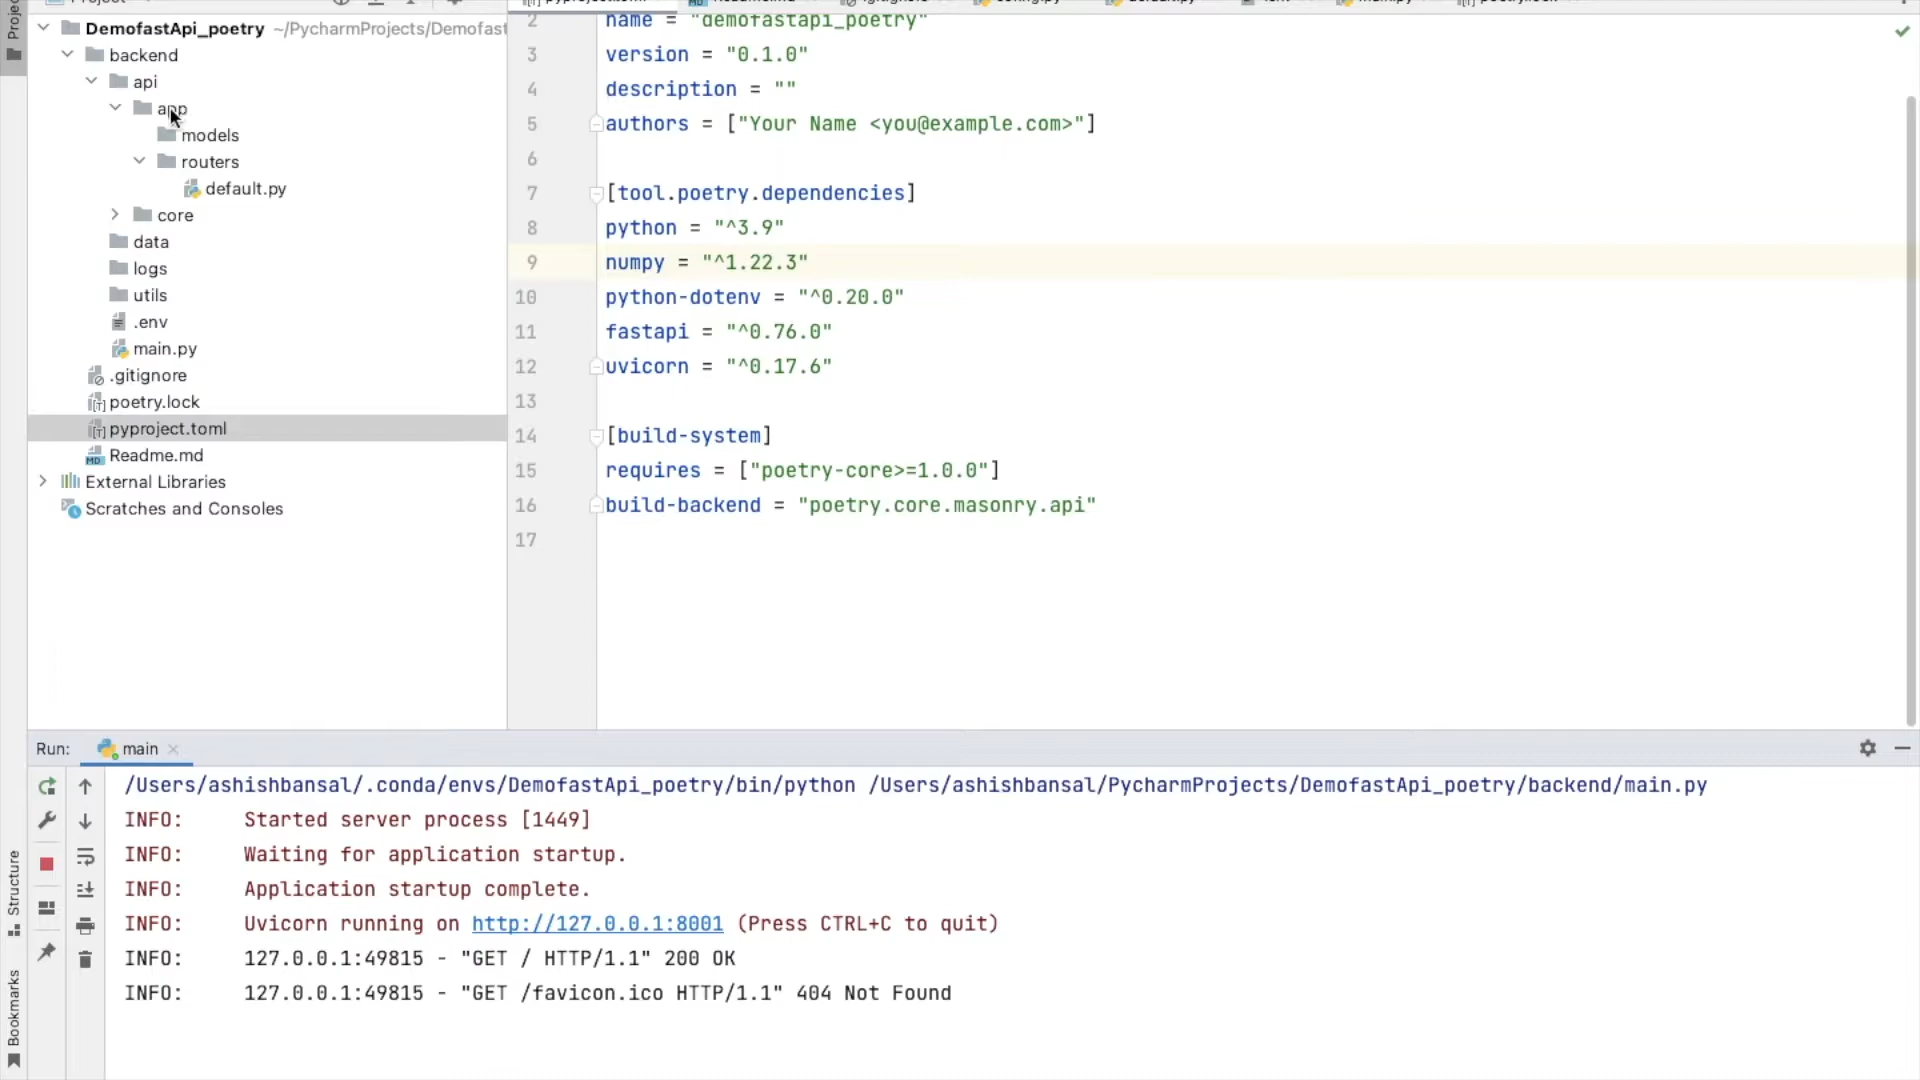 Project
DemofastApi_poetry ~/PycharmProjects/Demofast
backend
api
app
models
routers
default.py
core
data
logs
utils
.env
main.py
.gitignore
poetry.lock
pyproject.toml
Readme.md
External Libraries
Scratches and Consoles
2 name = "demofastapi_poetry"
3 version = "0.1.0"
4 description = ""
5 authors = ["Your Name <you@example.com>"]
6
7 [tool.poetry.dependencies]
8 python = "^3.9"
9 numpy = "^1.22.3"
10 python-dotenv = "^0.20.0"
11 fastapi = "^0.76.0"
12 uvicorn = "^0.17.6"
13
14 [build-system]
15 requires = ["poetry-core>=1.0.0"]
16 build-backend = "poetry.core.masonry.api"
17
Run: main
/Users/ashishbansal/.conda/envs/DemofastApi_poetry/bin/python /Users/ashishbansal/PycharmProjects/DemofastApi_poetry/backend/main.py
INFO: Started server process [1449]
INFO: Waiting for application startup.
INFO: Application startup complete.
INFO: Uvicorn running on http://127.0.0.1:8001 (Press CTRL+C to quit)
INFO: 127.0.0.1:49815 - "GET / HTTP/1.1" 200 OK
INFO: 127.0.0.1:49815 - "GET /favicon.ico HTTP/1.1" 404 Not Found
Structure
Bookmarks